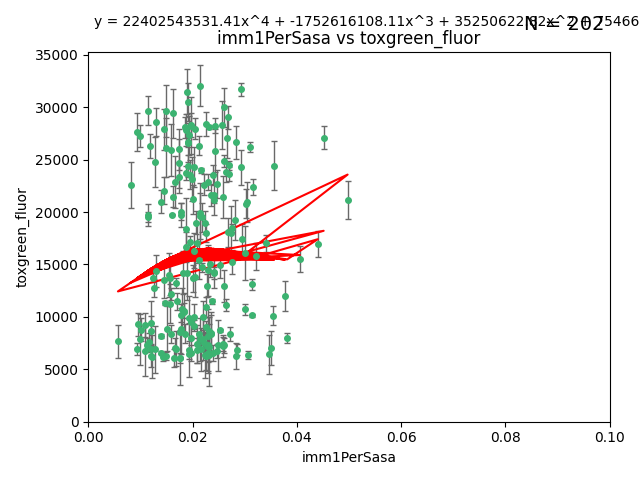 y = 22402543531.41x^4 + -1752616108.11x^3 + 35250622
N = 202
imm1PerSasa vs toxgreen_fluor
35000
30000
25000
20000
15000
10000
5000
0
toxgreen_fluor
0.00 0.02 0.04 0.06 0.08 0.10
imm1PerSasa